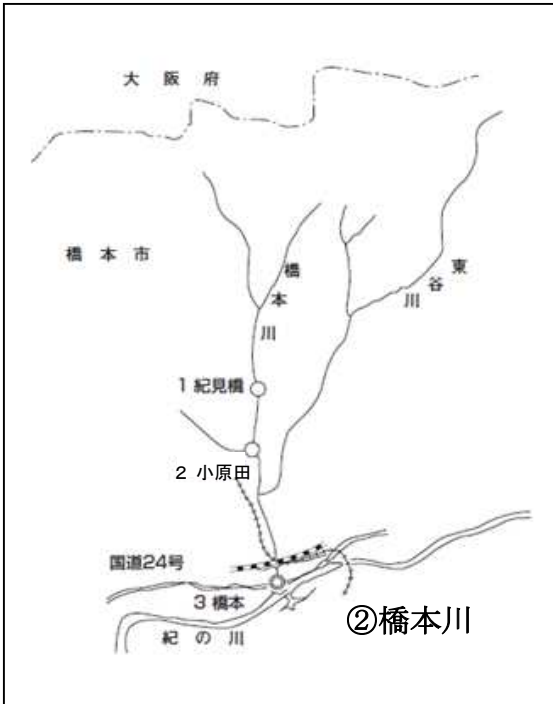 大阪府
橋本市
橋本川
東谷川
1 紀見橋
2 小原田
国道24号
3 橋本
紀の川
②橋本川